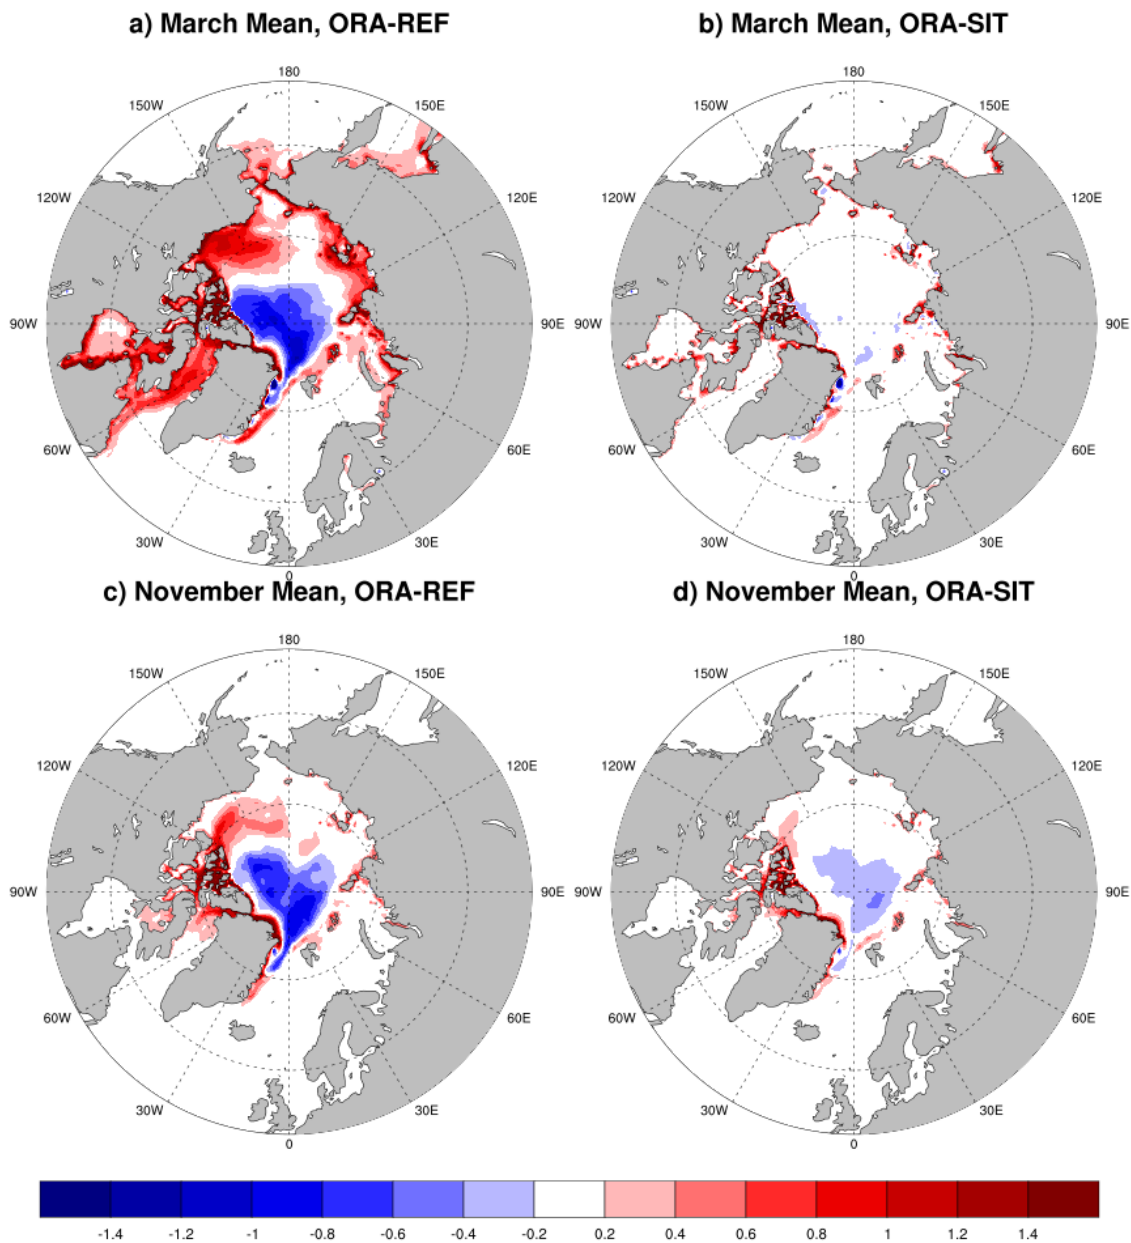 a) March Mean, ORA-REF
b) March Mean, ORA-SIT
180
150W
150E
120W
120E
90W
90E
60W
60E
30W
30E
0
180
150W
150E
120W
120E
90W
90E
60W
60E
30W
30E
0
c) November Mean, ORA-REF
d) November Mean, ORA-SIT
180
150W
150E
120W
120E
90W
90E
60W
60E
30W
30E
0
180
150W
150E
120W
120E
90W
90E
60W
60E
30W
30E
0
-1.4 -1.2 -1 -0.8 -0.6 -0.4 -0.2 0.2 0.4 0.6 0.8 1 1.2 1.4